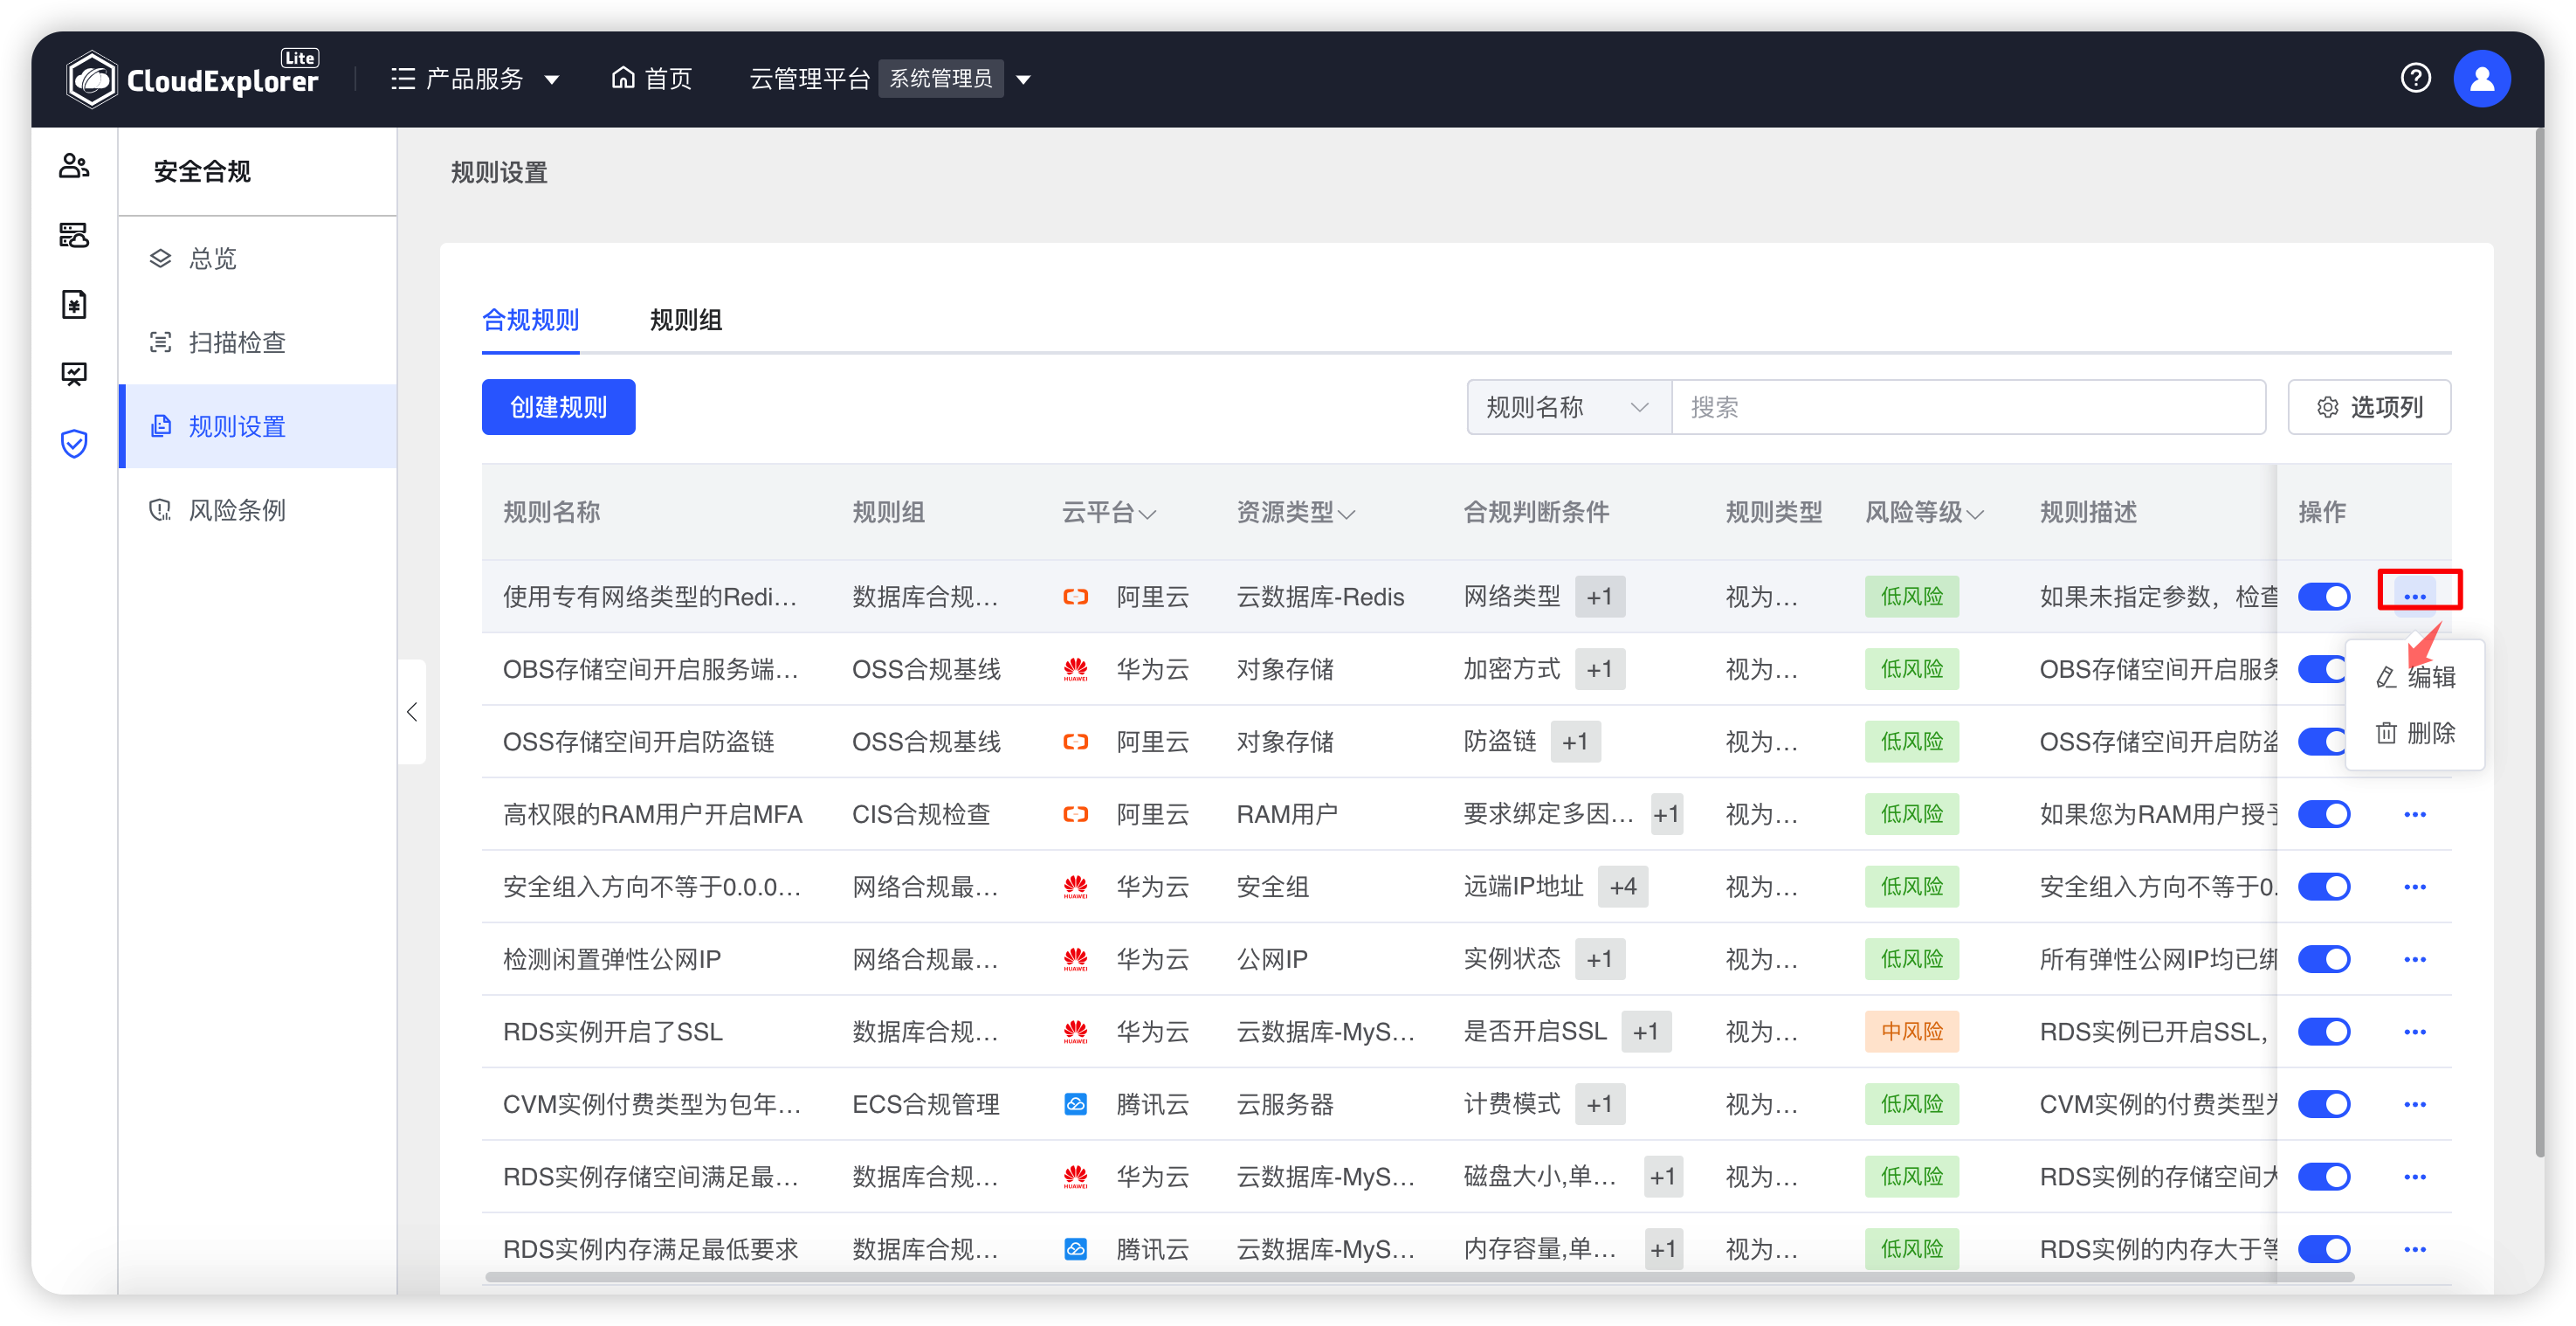 CloudExplorer Lite
产品服务
首页
云管理平台 系统管理员
安全合规
总览
扫描检查
规则设置
风险条例
规则设置
合规规则 规则组
创建规则 规则名称 搜索 选项列
规则名称 规则组 云平台 资源类型 合规判断条件 规则类型 风险等级 规则描述 操作
使用专有网络类型的Redi... 数据库合规... 阿里云 云数据库-Redis 网络类型 +1 视为... 低风险 如果未指定参数，检查
OBS存储空间开启服务端... OSS合规基线 HUAWEI 华为云 对象存储 加密方式 +1 视为... 低风险 OBS存储空间开启服务
编辑
OSS存储空间开启防盗链 OSS合规基线 阿里云 对象存储 防盗链 +1 视为... 低风险 OSS存储空间开启防盗
删除
高权限的RAM用户开启MFA CIS合规检查 阿里云 RAM用户 要求绑定多因... +1 视为... 低风险 如果您为RAM用户授予
安全组入方向不等于0.0.0... 网络合规最... HUAWEI 华为云 安全组 远端IP地址 +4 视为... 低风险 安全组入方向不等于0.
检测闲置弹性公网IP 网络合规最... HUAWEI 华为云 公网IP 实例状态 +1 视为... 低风险 所有弹性公网IP均已绑
RDS实例开启了SSL 数据库合规... HUAWEI 华为云 云数据库-MyS... 是否开启SSL +1 视为... 中风险 RDS实例已开启SSL，
CVM实例付费类型为包年... ECS合规管理 腾讯云 云服务器 计费模式 +1 视为... 低风险 CVM实例的付费类型为
RDS实例存储空间满足最... 数据库合规... HUAWEI 华为云 云数据库-MyS... 磁盘大小,单... +1 视为... 低风险 RDS实例的存储空间大
RDS实例内存满足最低要求 数据库合规... 腾讯云 云数据库-MyS... 内存容量,单... +1 视为... 低风险 RDS实例的内存大于等